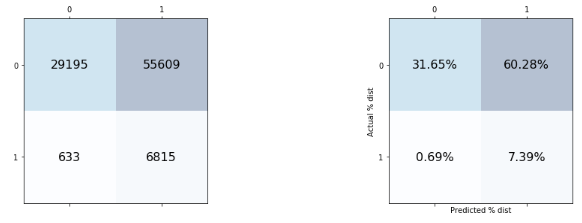 0 1
0 29195 55609
1 633 6815
0 1
Actual % dist
0 31.65% 60.28%
1 0.69% 7.39%
Predicted % dist